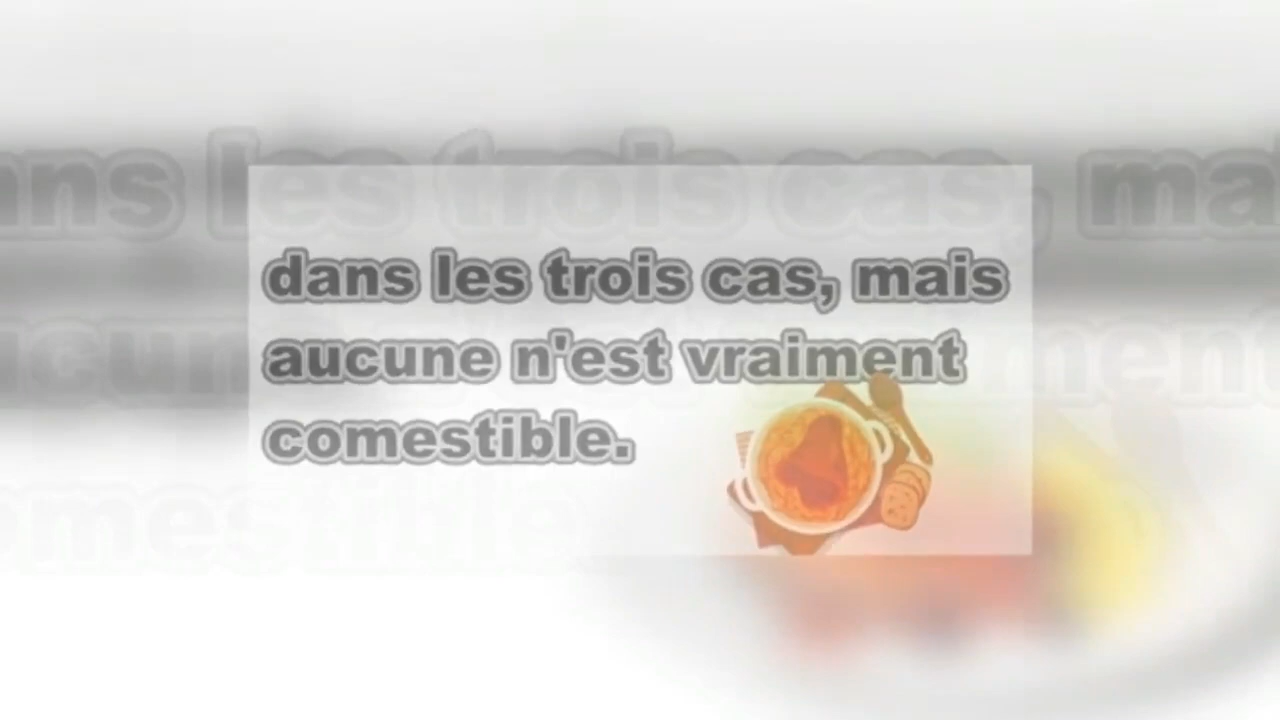 dans les trois cas, mais
aucune n'est vraiment
comestible.